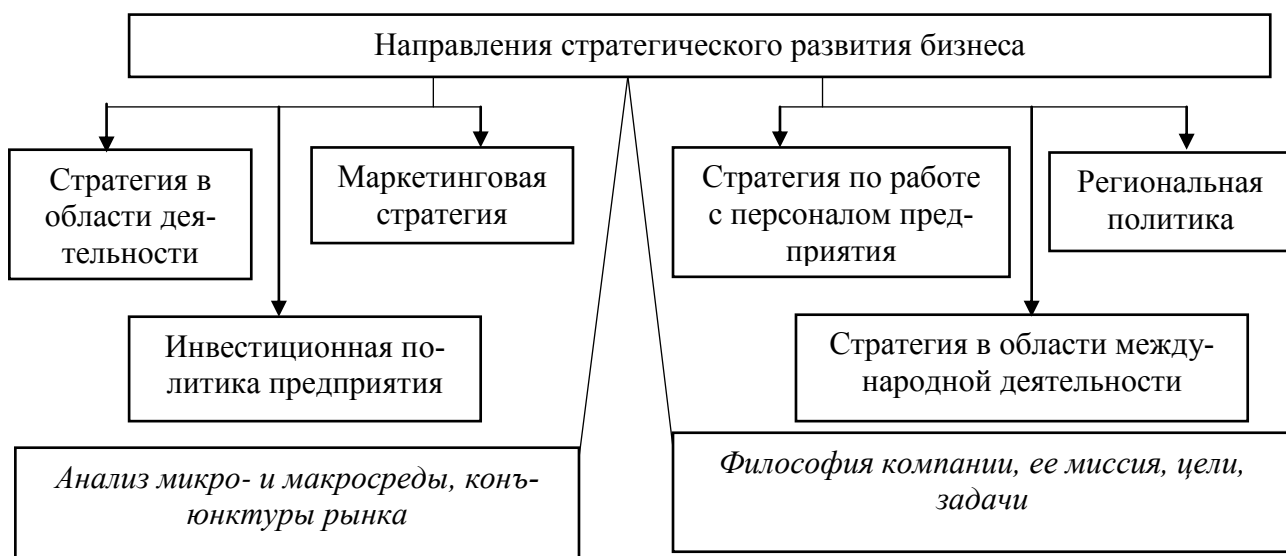 Направления стратегического развития бизнеса
Стратегия в
области дея-
тельности
Маркетинговая
стратегия
Стратегия по работе
с персоналом пред-
приятия
Региональная
политика
Инвестиционная по-
литика предприятия
Стратегия в области между-
народной деятельности
Анализ микро- и макросреды, конъ-
юнктуры рынка
Философия компании, ее миссия, цели,
задачи